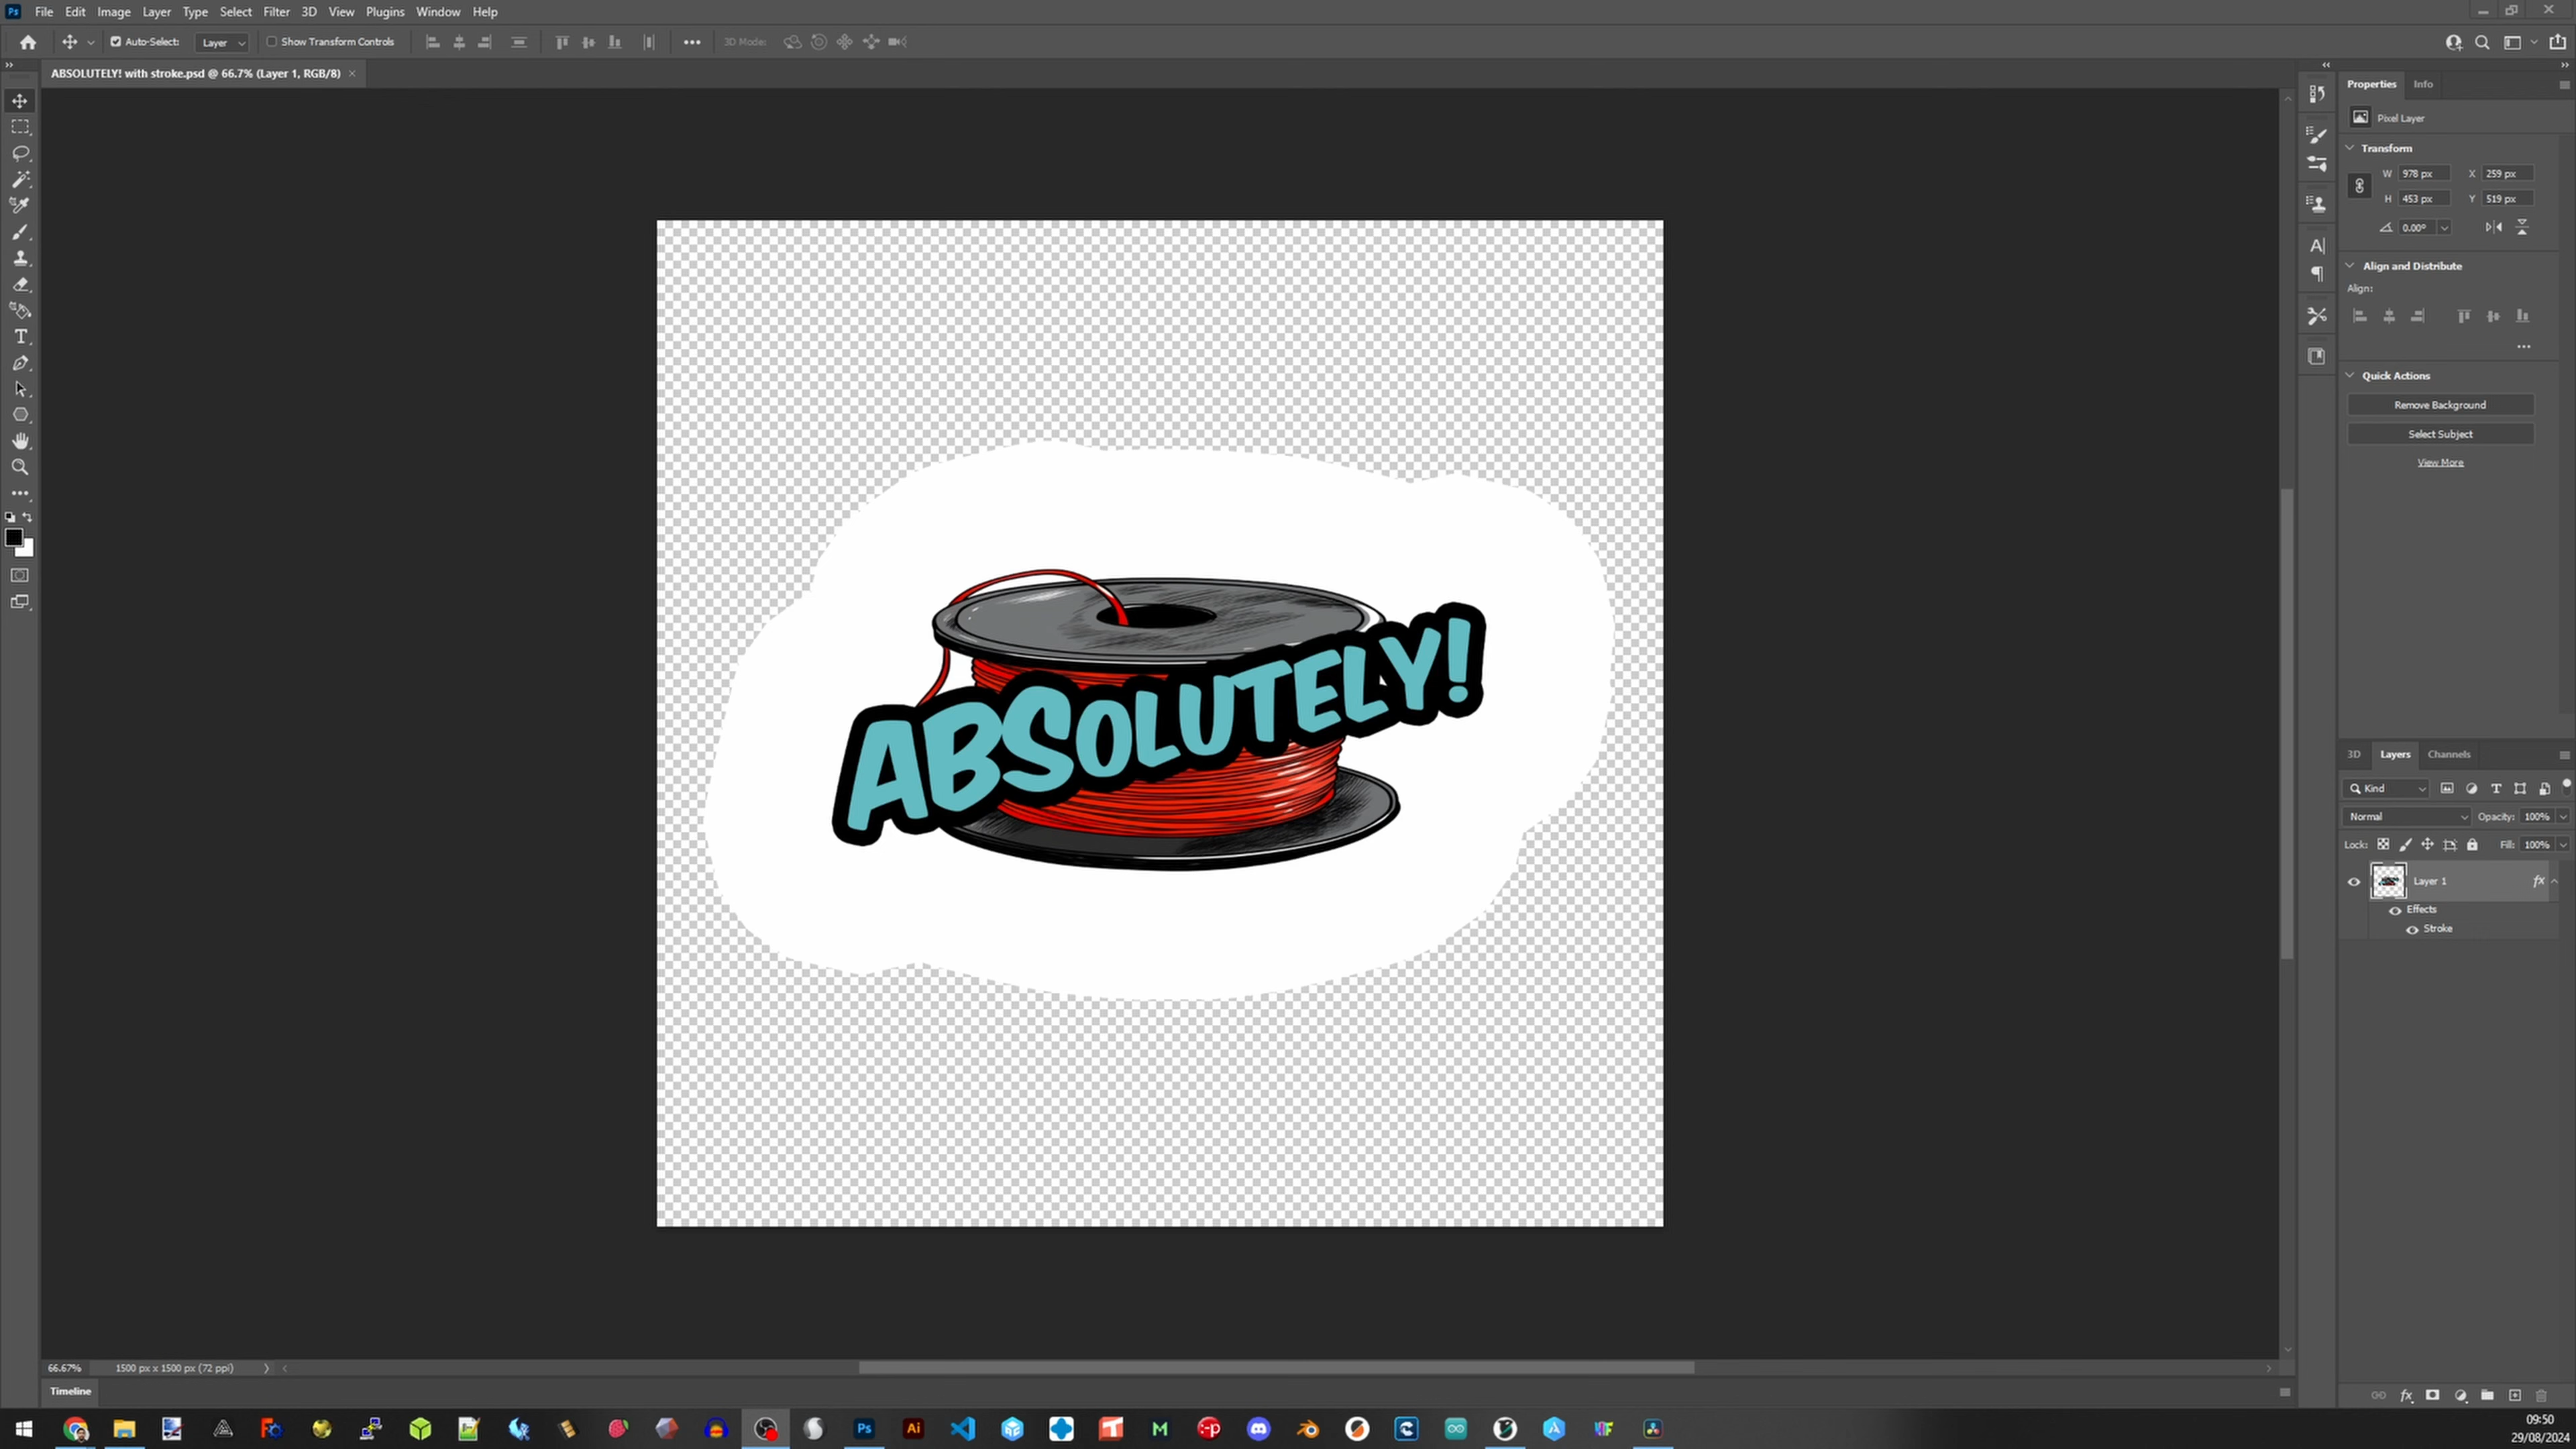 File Edit Image Layer Type Select Filter 3D View Plugins Window Help
Auto-Select: Layer Show Transform Controls 3D Mode:
ABSOLUTELY! with stroke.psd @ 66.7% (Layer 1, RGB/8) ×
Properties Info
Pixel Layer
Transform
W 978 px X 259 px
H 453 px Y 519 px
0.00°
Align and Distribute
Align:
Quick Actions
Remove Background
Select Subject
View More
ABSOLUTELY!
3D Layers Channels
Kind
Normal Opacity: 100%
Lock: Fill: 100%
Layer 1 fx
Effects
Stroke
66.67% 1500 px x 1500 px (72 ppi)
Timeline
fx
Ps Ai
09:50
29/08/2024